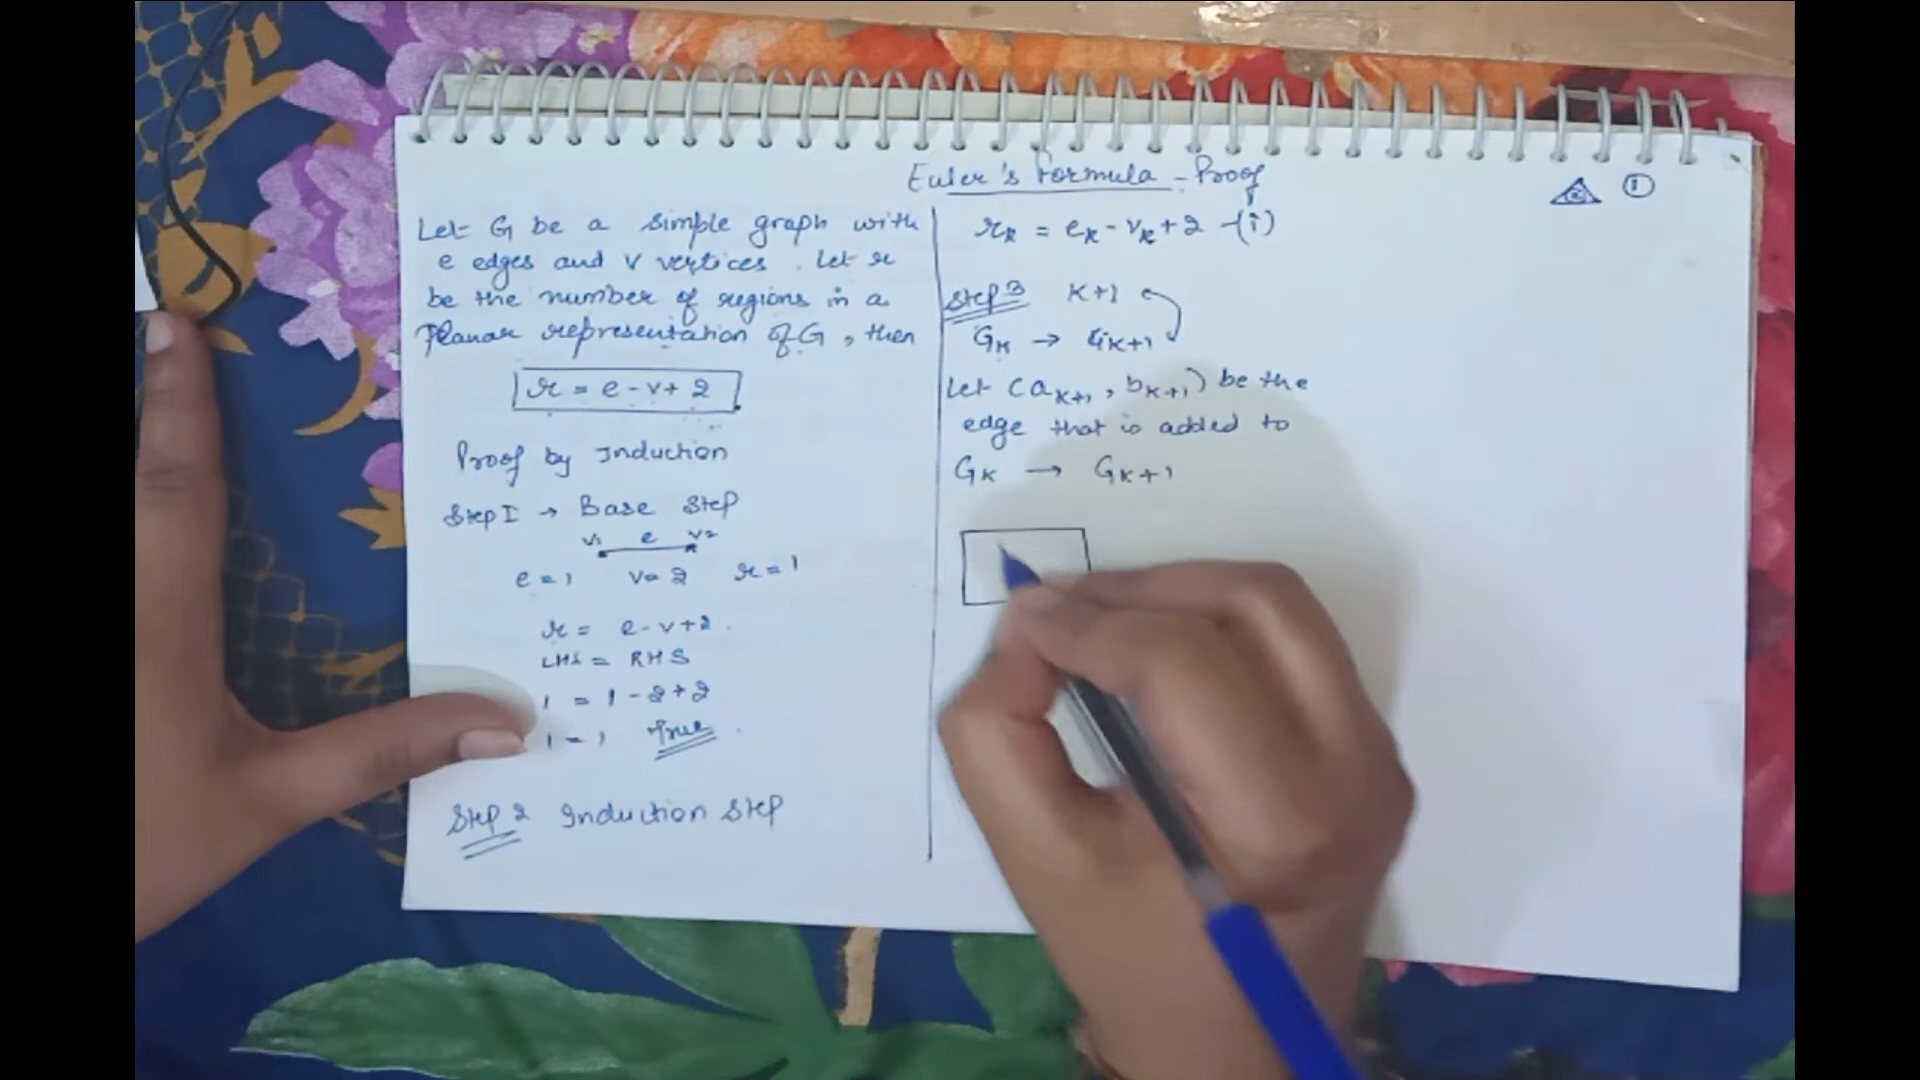 Euler's Formula - Proof
C 1
Let G be a simple graph with
e edges and v vertices. Let r
be the number of regions in a
Planar representation of G, then
r = e - v + 2
Proof by Induction
Step I → Base Step
v1 e v2
e = 1 v = 2 r = 1
r = e - v + 2
LHS = RHS
1 = 1 - 2 + 2
1 = 1 True
Step 2 Induction Step
rk = ek - vk + 2 -(i)
Step 3 K+1
GK → GK+1
Let (aK+1, bK+1) be the
edge that is added to
GK → GK+1